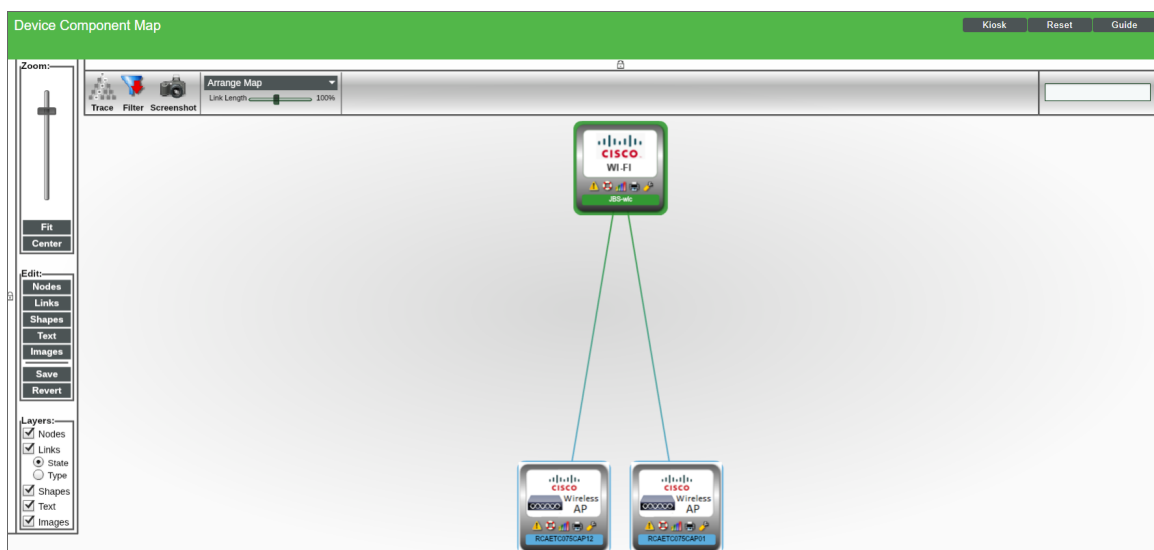 Device Component Map
Kiosk
Reset
Guide
Zoom:
Trace
Filter
Screenshot
Arrange Map
Link Length
100%
CISCO
WI-FI
JBS-wlc
Fit
Center
Edit:
Nodes
Links
Shapes
Text
Images
Save
Revert
Layers:
Nodes
Links
State
Type
Shapes
Text
Images
CISCO
Wireless
AP
RCAETC075CAP12
CISCO
Wireless
AP
RCAETC075CAP01